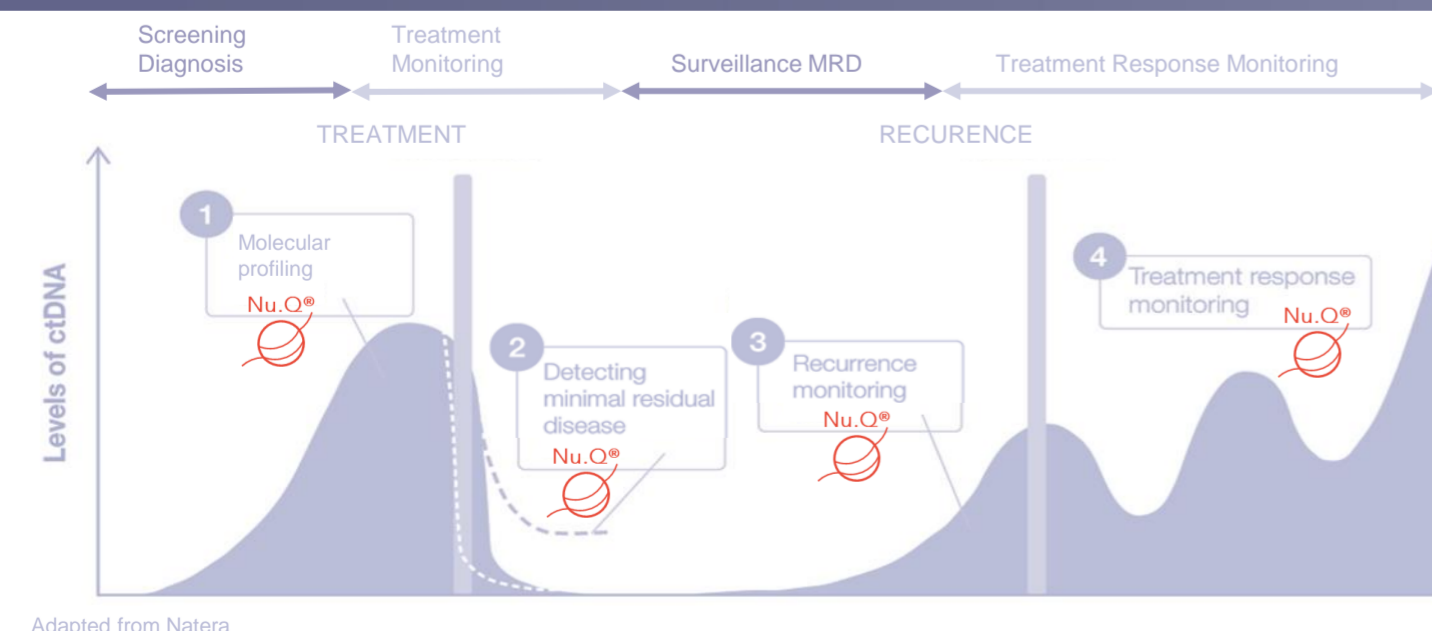 Screening
Diagnosis
Treatment
Monitoring
Surveillance MRD
Treatment Response Monitoring
TREATMENT
RECURENCE
Levels of ctDNA
1
Molecular
profiling
Nu.Q®
2
Detecting
minimal residual
disease
Nu.Q®
3
Recurrence
monitoring
Nu.Q®
4
Treatment response
monitoring
Nu.Q®
Adapted from Natera